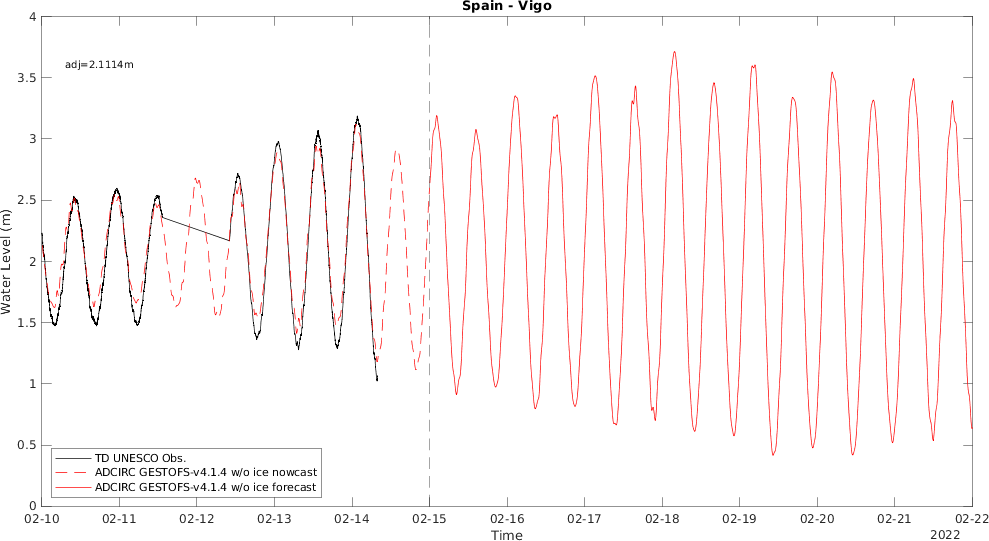 Spain - Vigo
adj=2.1114m
Water Level (m)
4
3.5
3
2.5
2
1.5
1
0.5
0
TD UNESCO Obs.
ADCIRC GESTOFS-v4.1.4 w/o ice nowcast
ADCIRC GESTOFS-v4.1.4 w/o ice forecast
02-10 02-11 02-12 02-13 02-14 02-15 02-16 02-17 02-18 02-19 02-20 02-21 02-22
Time
2022